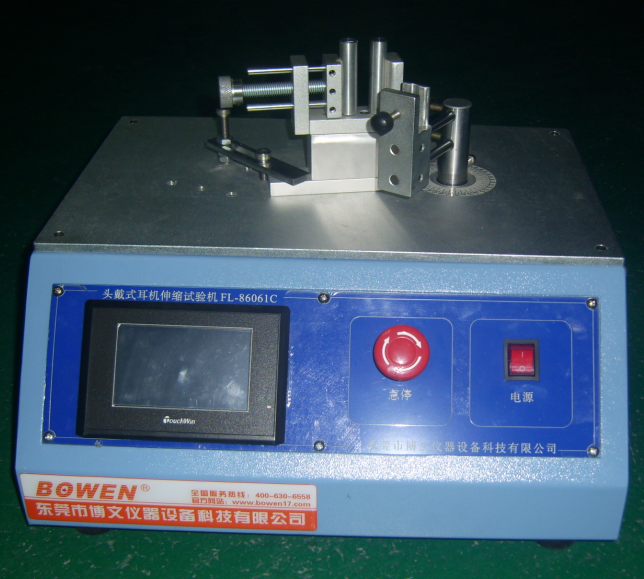 头戴式耳机伸缩试验机 FL-86061C
TouchWin
急停
电源
市博文仪器设备科技有限公司
BOWEN®
全国服务热线：400-630-6558
官方网站：www.bowen17.com
东莞市博文仪器设备科技有限公司